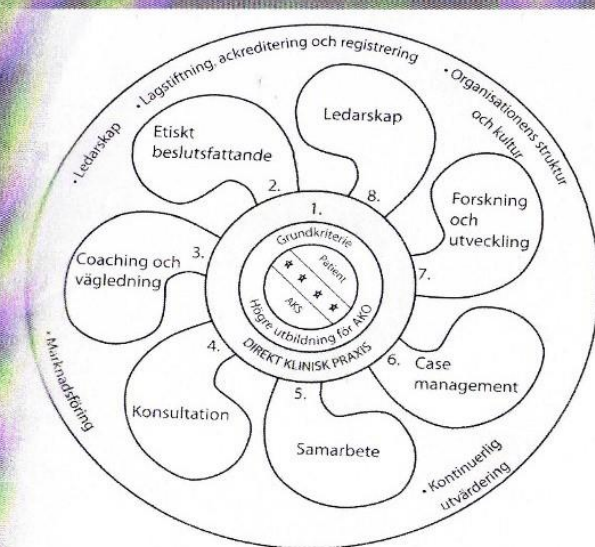 • Ledarskap
• Lagstiftning, ackreditering och registrering
• Organisationens struktur
och kultur
Etiskt
beslutsfattande
2.
Ledarskap
8.
Forskning
och
utveckling
7.
Coaching och
vägledning
3.
1.
Grundkriterie
Patient
AKS
Högre utbildning för AKO
DIREKT KLINISK PRAXIS
4.
Konsultation
5.
Samarbete
6. Case
management
• Marknadsföring
• Kontinuerlig
utvärdering